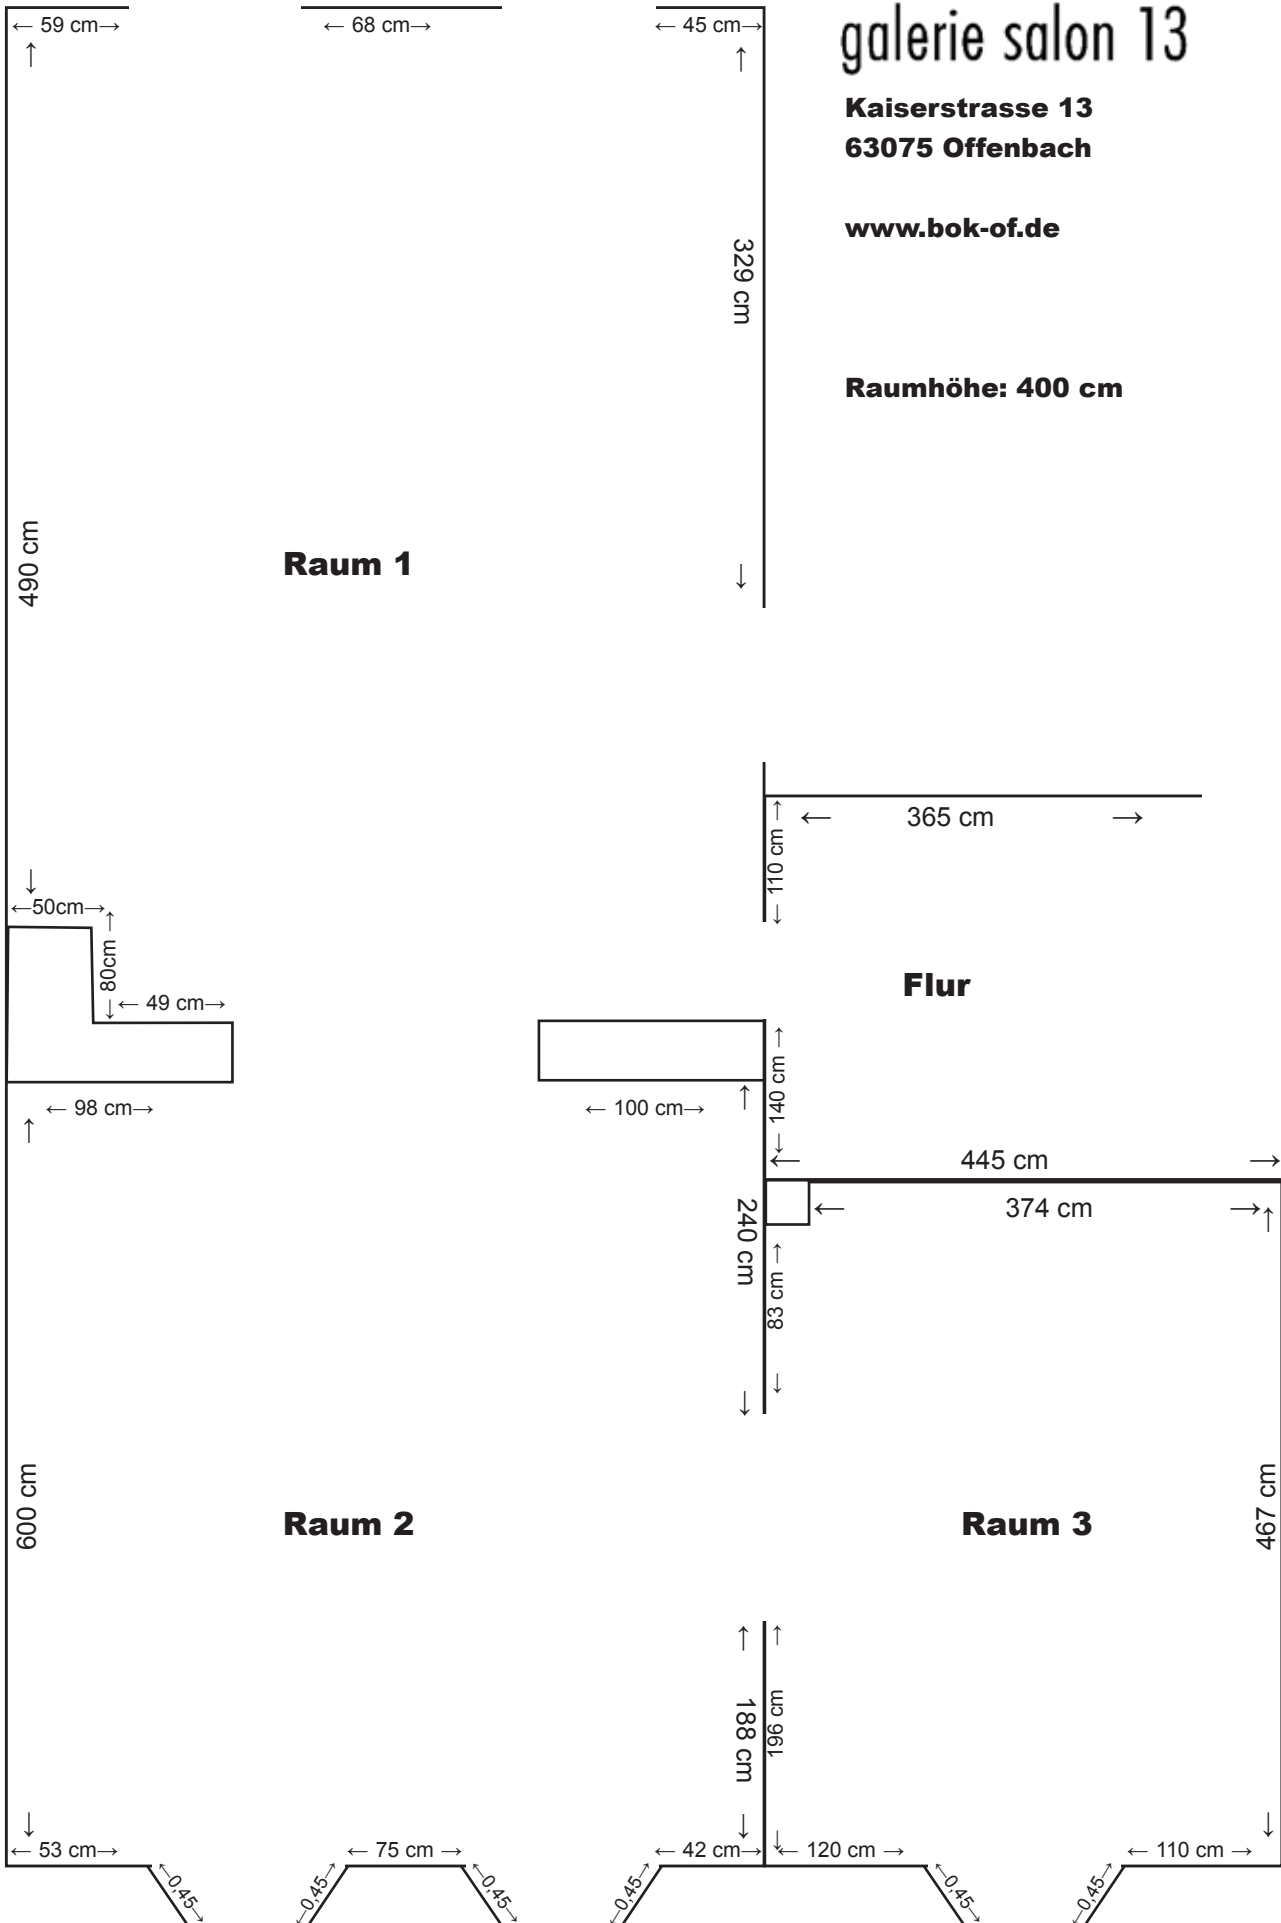 ← 59 cm→
← 68 cm→
← 45 cm→
galerie salon 13
Kaiserstrasse 13
63075 Offenbach
www.bok-of.de
329 cm
Raumhöhe: 400 cm
490 cm
Raum 1
← 365 cm →
← 110 cm →
←50cm→
← 80cm →
← 49 cm→
Flur
← 98 cm→
← 100 cm→
← 140 cm →
← 445 cm →
← 374 cm →
240 cm
← 83 cm →
600 cm
Raum 2
Raum 3
467 cm
188 cm
196 cm
← 53 cm→
← 75 cm →
← 42 cm→
← 120 cm →
← 110 cm →
←0,45→
←0,45→
←0,45→
←0,45→
←0,45→
←0,45→